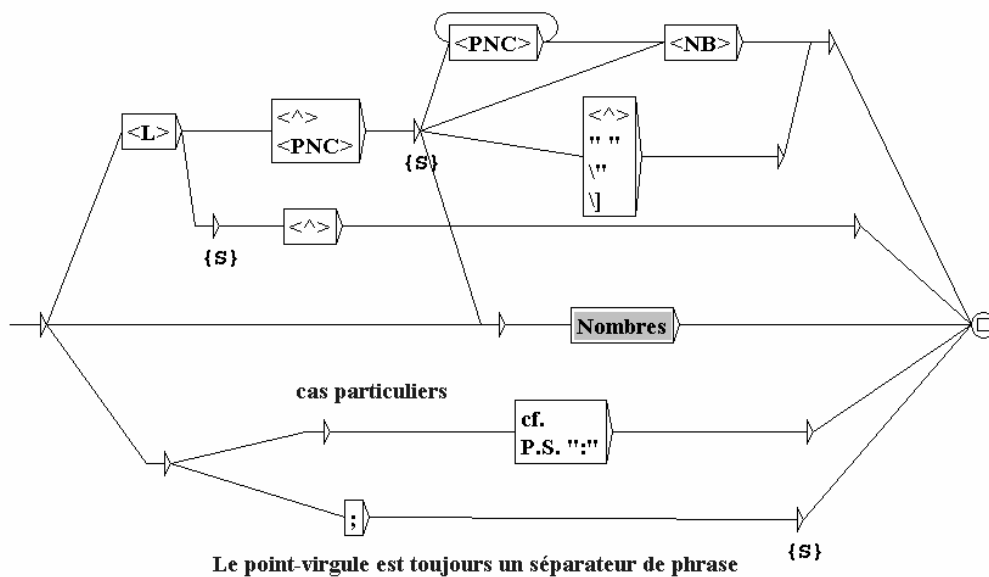 <PNC>
<NB>
<L>
<^>
<PNC>
{S}
<^>
" "
\"
\]
{S}
<^>
Nombres
cas particuliers
cf.
P.S. ":"
;
{S}
Le point-virgule est toujours un séparateur de phrase